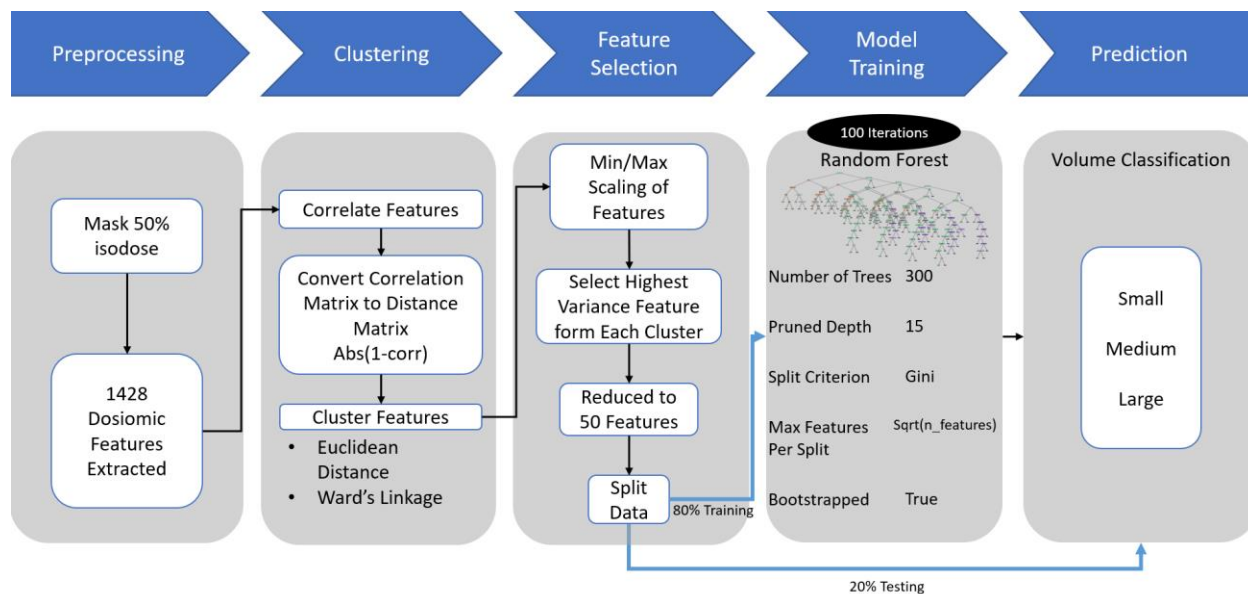 Preprocessing
Clustering
Feature
Selection
Model
Training
Prediction
Mask 50%
isodose
1428
Dosiomic
Features
Extracted
Correlate Features
Convert Correlation
Matrix to Distance
Matrix
Abs(1-corr)
Cluster Features
• Euclidean
Distance
• Ward's Linkage
Min/Max
Scaling of
Features
Select Highest
Variance Feature
form Each Cluster
Reduced to
50 Features
Split
Data
80% Training
20% Testing
100 Iterations
Random Forest
Number of Trees 300
Pruned Depth 15
Split Criterion Gini
Max Features Sqrt(n_features)
Per Split
Bootstrapped True
Volume Classification
Small
Medium
Large